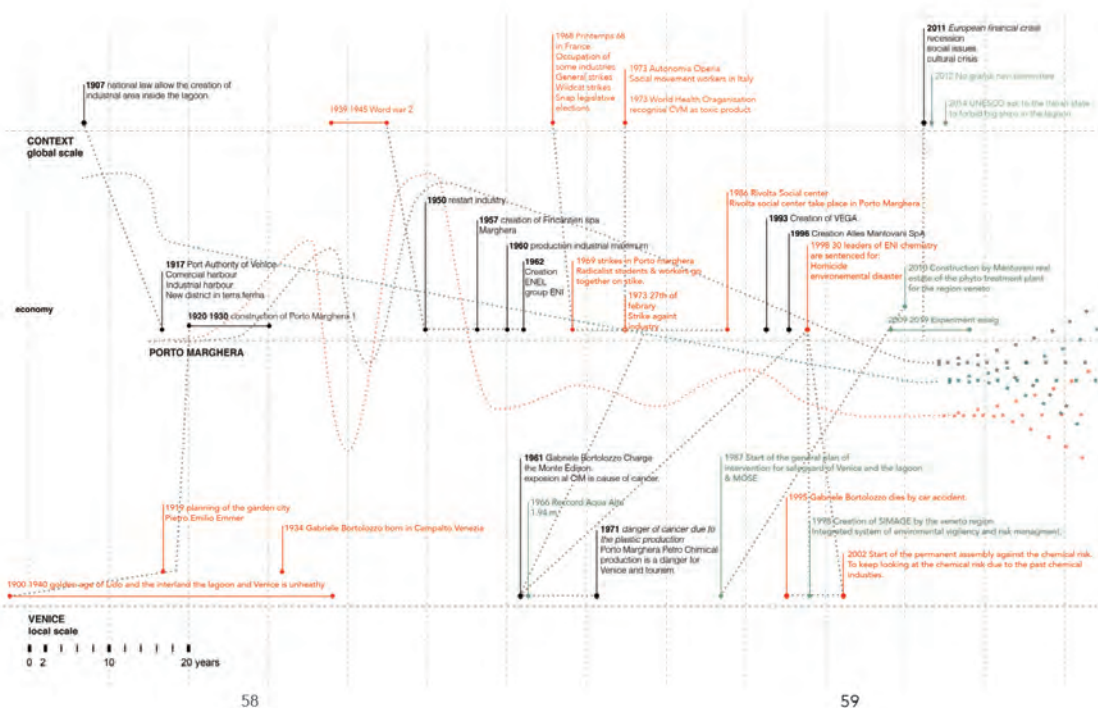 1907 national law allow the creation of
industrial area inside the lagoon.
1939 1945 Word war 2
1968 Printemps 68
in France
Occupation of
some industries
General strikes
Wildcat strikes
Snap legislative
elections.
1973 Autonomia Operia
Social movement workers in Italy
1973 World Health Oraganisation
recognise CVM as toxic product.
2011 European financial crisis
recession
social issues
cultural crisis
2012 No grandi navi committee
2014 UNESCO ask to the italian state
to forbid big ships in the lagoon
CONTEXT
global scale
1917 Port Authority of Venice
Comercial harbour
Industrial harbour
New district in terra ferma
1920 1930 construction of Porto Marghera 1
1950 restart industry
1957 creation of Fincantieri spa
Marghera
1960 production industrial maximum
1962
Creation
ENEL
group ENI
1969 strikes in Porto marghera
Radicalist students & workers go
together on stike.
1973 27th of
febrary
Strike againt
industry
1986 Rivolta Social center
Rivolta social center take place in Porto Marghera
1993 Creation of VEGA
1996 Creation Alles Mantovani SpA
1998 30 leaders of ENI chemistry
are sentenced for:
Homicide
environemental disaster
2010 Construction by Mantovani real
estate of the phyto treatment plant
for the region veneto
2009 2019 Experiment
economy
PORTO MARGHERA
1961 Gabriele Bortolozzo Charge
the Monte Edison.
exposion al CIM is cause of cancer.
1966 Reccord Aqua Alta
1.94 m
1971 danger of cancer due to
the plastic production
Porto Marghera Petro Chimical
production is a danger for
Venice and tourism.
1987 Start of the general plan of
intervention for safeguard of Venice and the lagoon
& MOSE
1995 Gabriele Bortolozzo dies by car accident.
1998 Creation of SIMAGE by the veneto region
Integrated system of enviromental vigilency and risk managment.
2002 Start of the permanent assembly against the chemical risk.
To keep looking at the chemical risk due to the past chemical
industies.
1919 planning of the garden city
Pietro Emilio Emmer
1934 Gabriele Bortolozzo born in Campalto Venezia
1900 1940 golden age of Lido and the interland the lagoon and Venice is unheathy
VENICE
local scale
0 2 10 20 years
58
59